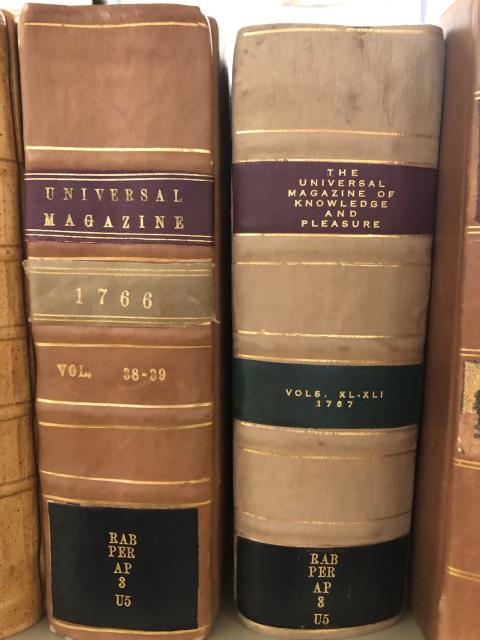 UNIVERSAL
MAGAZINE
1766
VOL. 38-39
RAB
PER
AP
3
U5
THE
UNIVERSAL
MAGAZINE OF
KNOWLEDGE
AND
PLEASURE
VOLS. XL-XLI
1767
RAB
PER
AP
3
U5